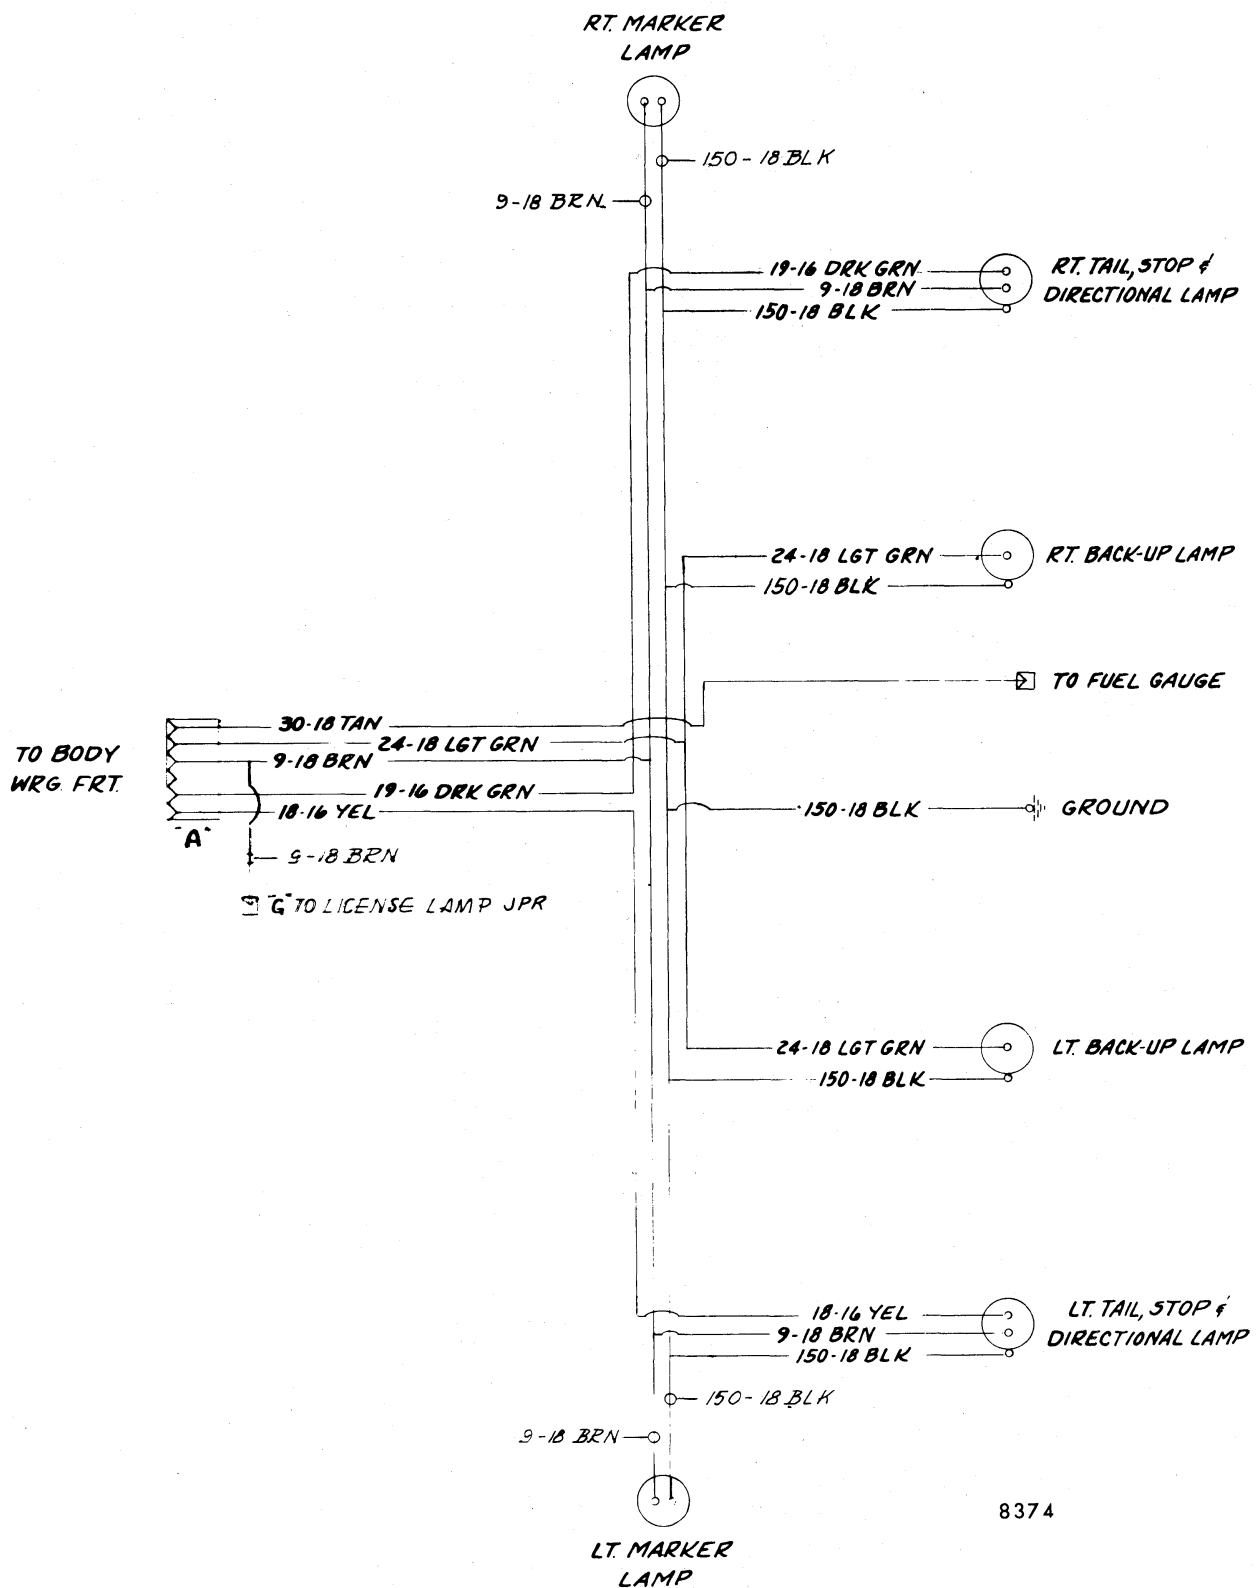 RT. MARKER
LAMP
150-18 BLK
9-18 BRN
19-16 DRK GRN
9-18 BRN
150-18 BLK
RT. TAIL, STOP &
DIRECTIONAL LAMP
24-18 LGT GRN
150-18 BLK
RT. BACK-UP LAMP
TO FUEL GAUGE
TO BODY
WRG. FRT.
30-18 TAN
24-18 LGT GRN
9-18 BRN
19-16 DRK GRN
18-16 YEL
"A"
150-18 BLK
GROUND
9-18 BRN
"G" TO LICENSE LAMP JPR
24-18 LGT GRN
150-18 BLK
LT. BACK-UP LAMP
18-16 YEL
9-18 BRN
150-18 BLK
LT. TAIL, STOP &
DIRECTIONAL LAMP
150-18 BLK
9-18 BRN
8374
LT. MARKER
LAMP